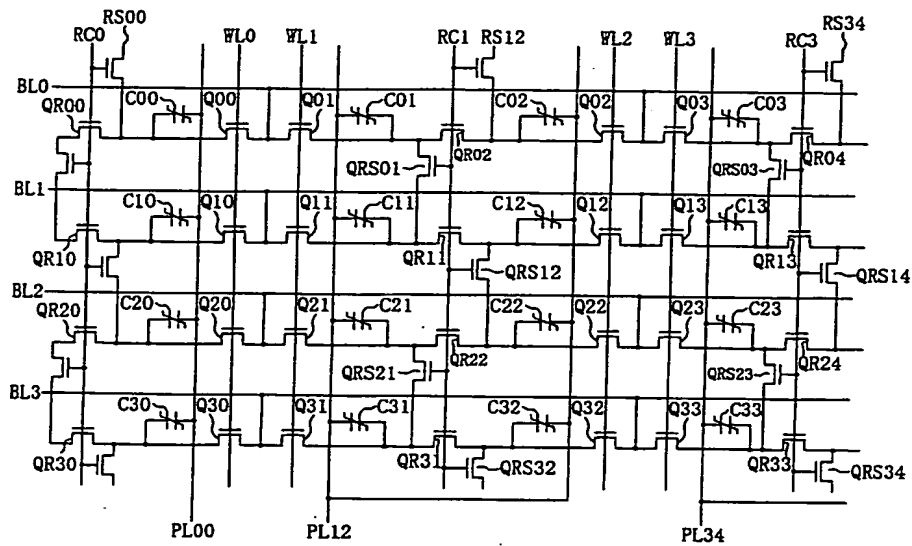 RS00 RS34
RC0 WL0 WL1 RC1 RS12 WL2 WL3 RC3
BL0
QR00 C00 Q00 Q01 C01 C02 Q02 Q03 C03
QRS01 QR02 QRS03 QR04
BL1
C10 Q10 Q11 C11 C12 Q12 Q13 C13
QR10 QR11 QRS12 QR13 QRS14
BL2
QR20 C20 Q20 Q21 C21 C22 Q22 Q23 C23
QRS21 QR22 QRS23 QR24
BL3
C30 Q30 Q31 C31 C32 Q32 Q33 C33
QR30 QR31 QRS32 QR33 QRS34
PL00 PL12 PL34